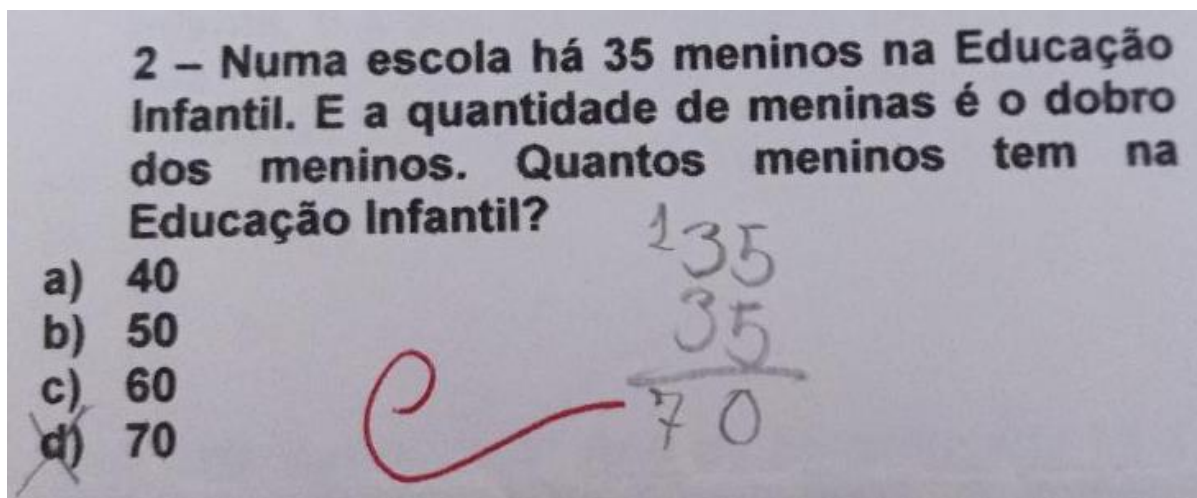 2 – Numa escola há 35 meninos na Educação
Infantil. E a quantidade de meninas é o dobro
dos meninos. Quantos meninos tem na
Educação Infantil?
a) 40
b) 50
c) 60
d) 70
135
35
70